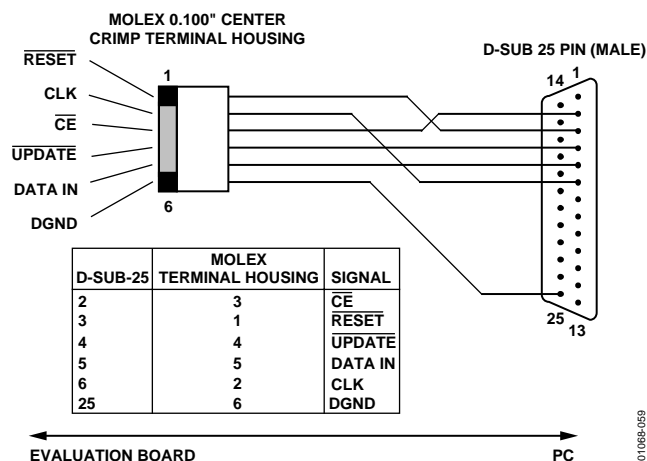 MOLEX 0.100" CENTER
CRIMP TERMINAL HOUSING
D-SUB 25 PIN (MALE)
RESET
CLK
CE
UPDATE
DATA IN
DGND
1
6
14 1
25 13
D-SUB-25 MOLEX TERMINAL HOUSING SIGNAL
2 3 CE
3 1 RESET
4 4 UPDATE
5 5 DATA IN
6 2 CLK
25 6 DGND
EVALUATION BOARD PC
01068-059